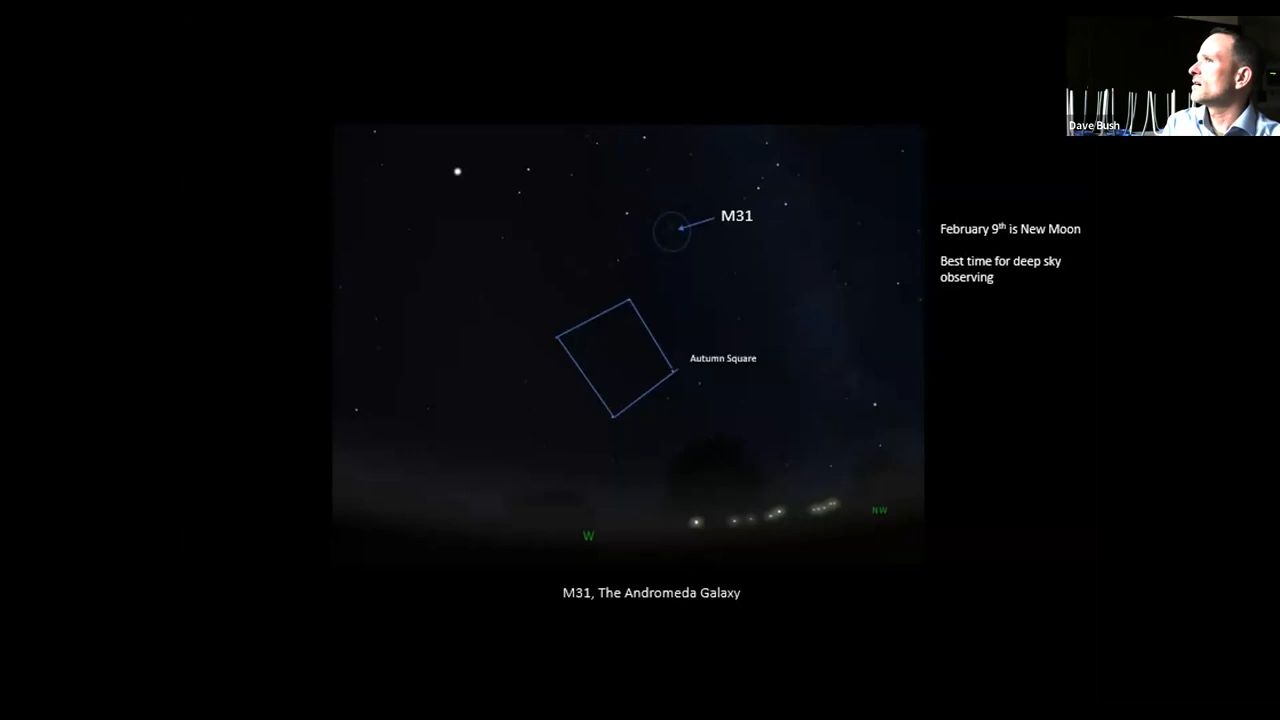 Dave Bush
M31
February 9th is New Moon
Best time for deep sky
observing
Autumn Square
NW
W
M31, The Andromeda Galaxy